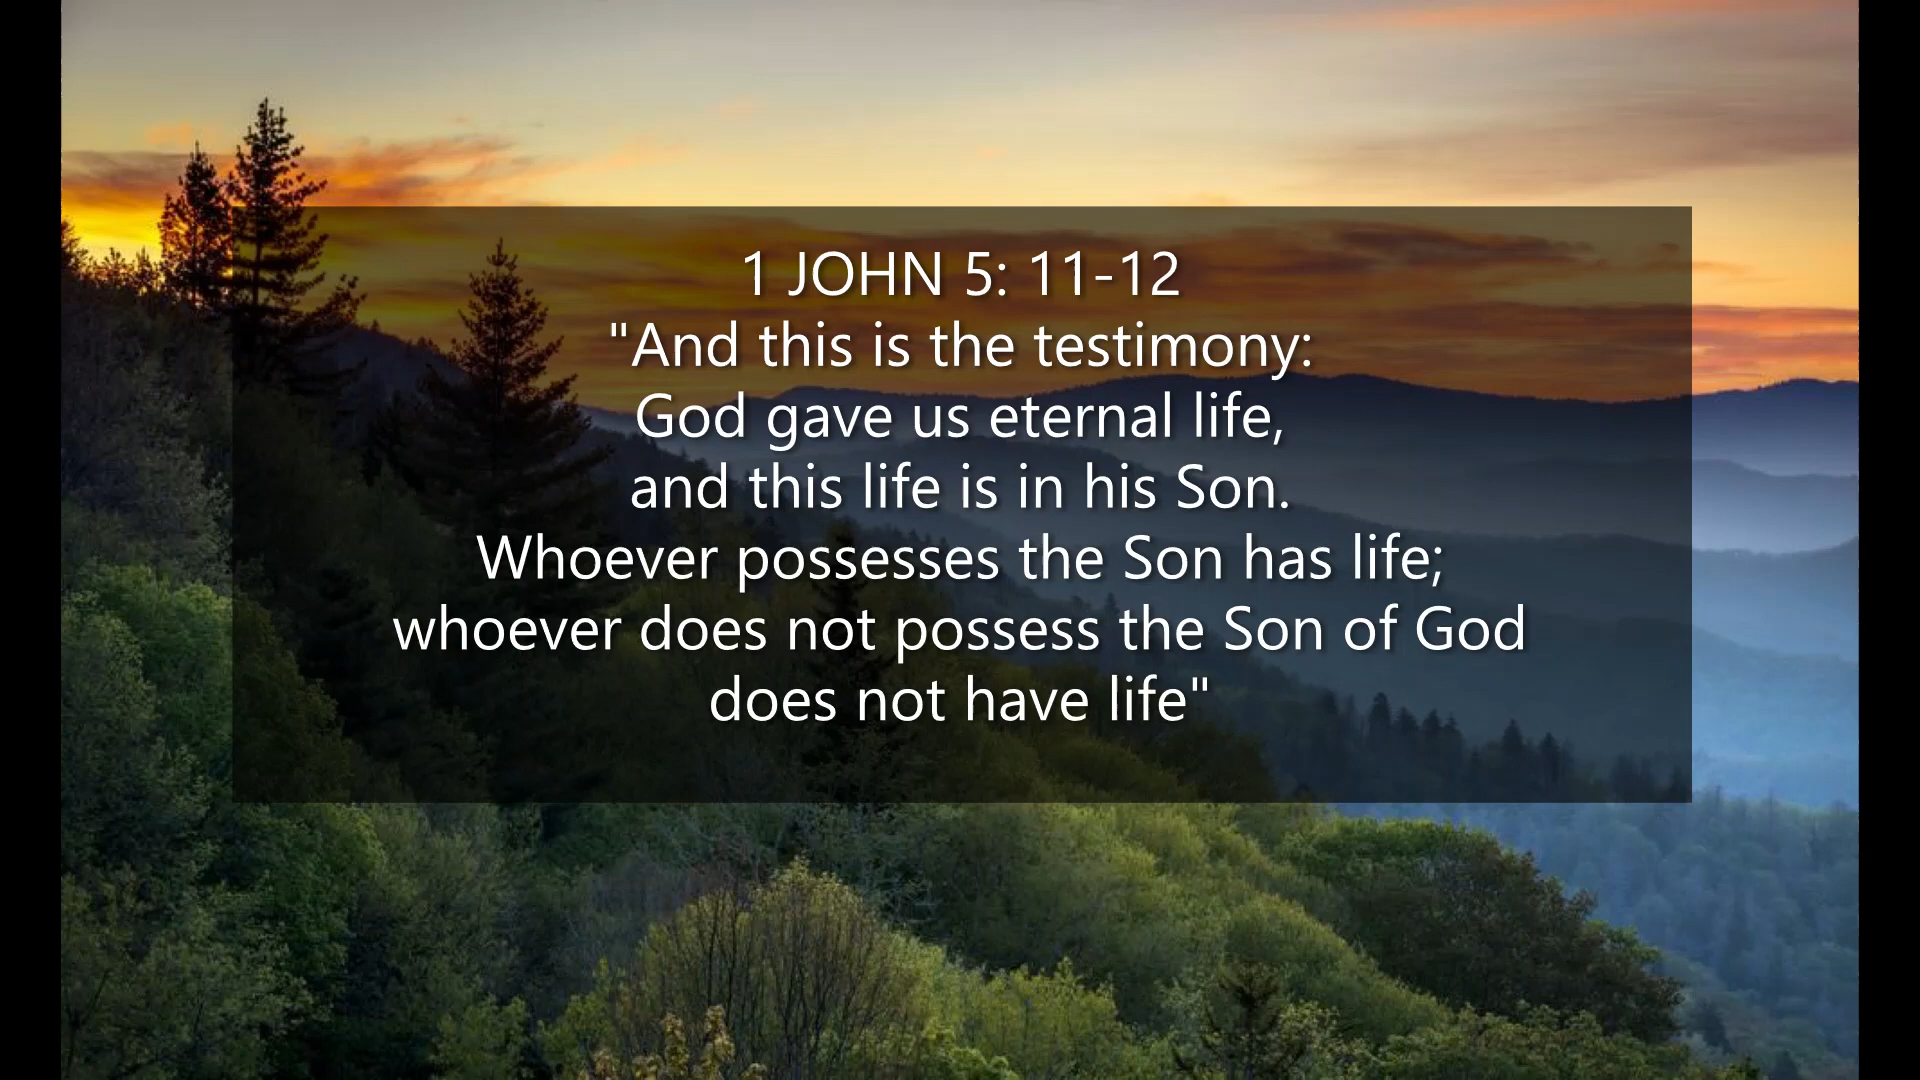 1 JOHN 5: 11-12
"And this is the testimony:
God gave us eternal life,
and this life is in his Son.
Whoever possesses the Son has life;
whoever does not possess the Son of God
does not have life"